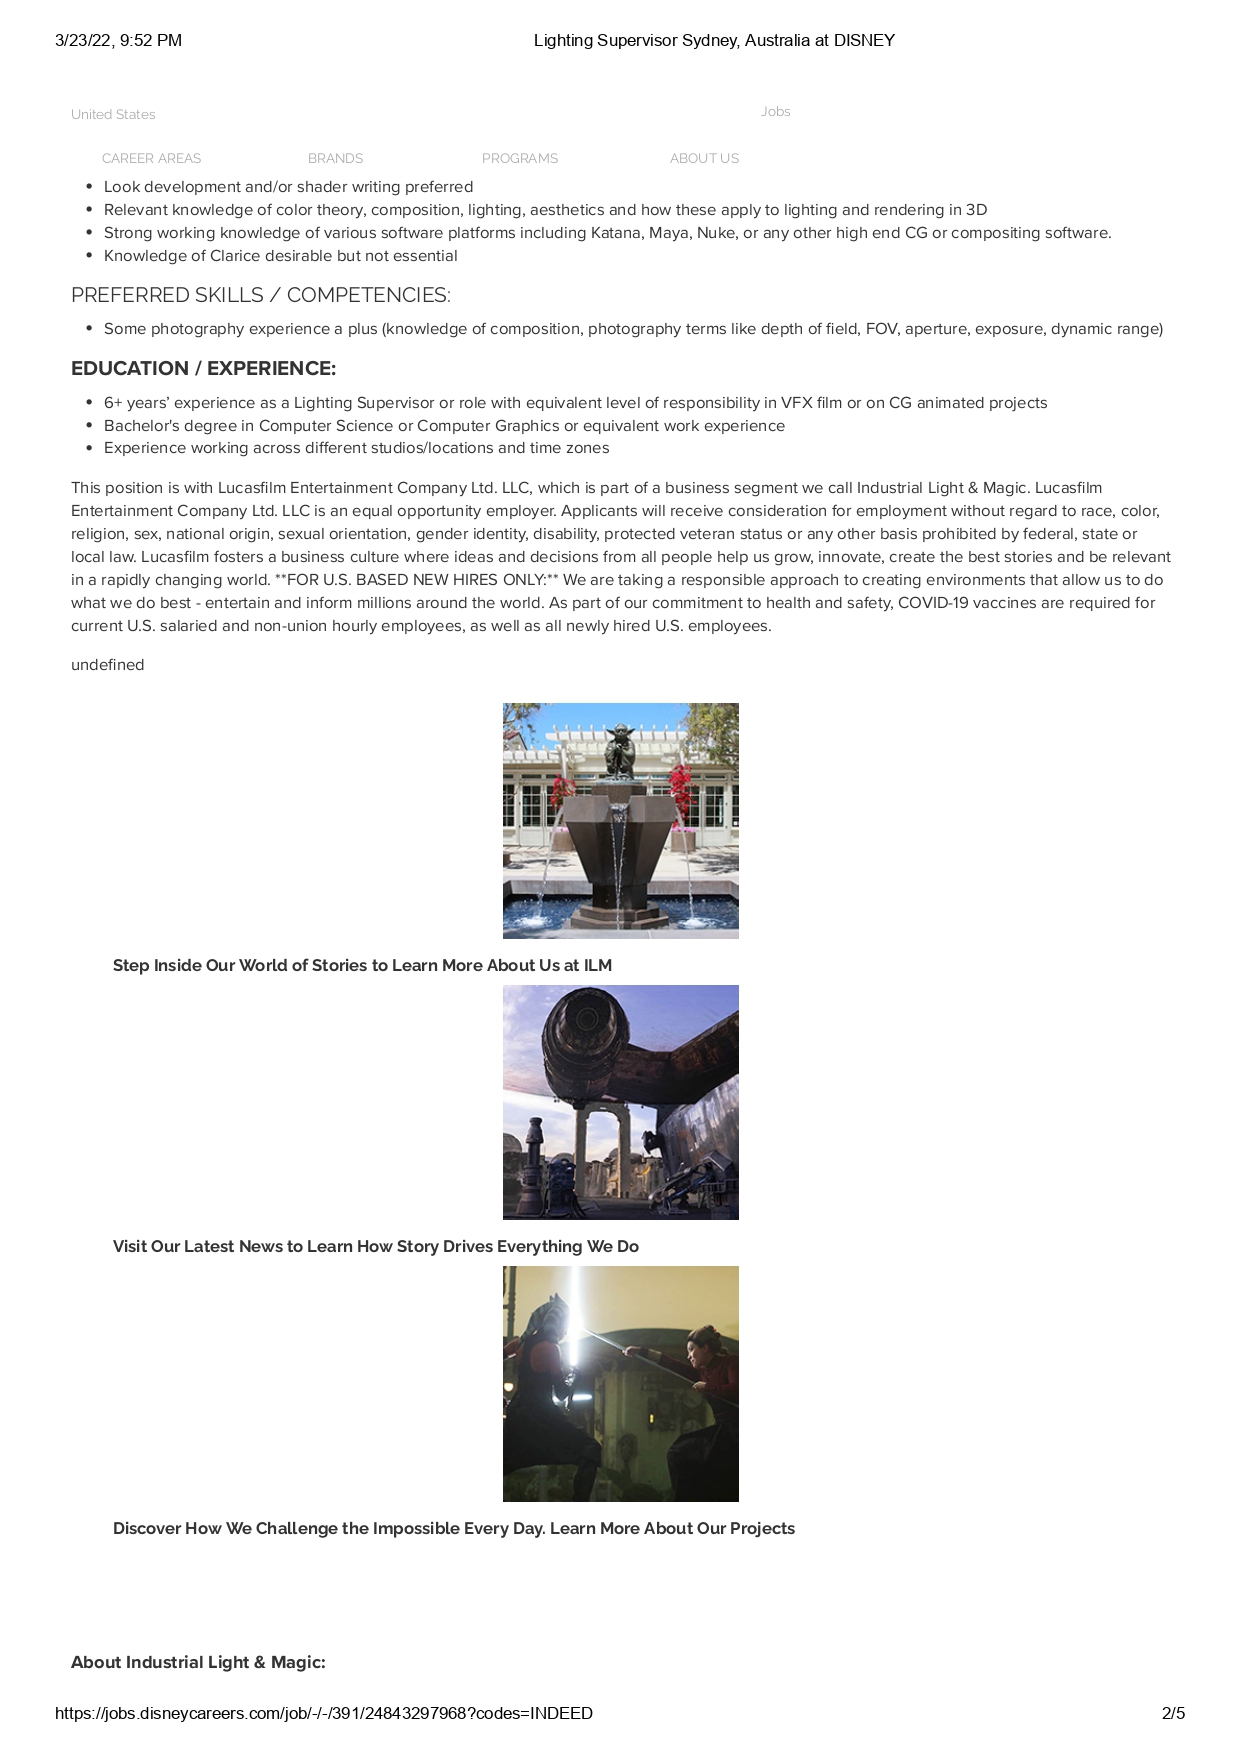 3/23/22, 9:52 PM
Lighting Supervisor Sydney, Australia at DISNEY
United States
Jobs
CAREER AREAS
BRANDS
PROGRAMS
ABOUT US
• Look development and/or shader writing preferred
• Relevant knowledge of color theory, composition, lighting, aesthetics and how these apply to lighting and rendering in 3D
• Strong working knowledge of various software platforms including Katana, Maya, Nuke, or any other high end CG or compositing software.
• Knowledge of Clarice desirable but not essential
PREFERRED SKILLS / COMPETENCIES:
• Some photography experience a plus (knowledge of composition, photography terms like depth of field, FOV, aperture, exposure, dynamic range)
EDUCATION / EXPERIENCE:
• 6+ years’ experience as a Lighting Supervisor or role with equivalent level of responsibility in VFX film or on CG animated projects
• Bachelor's degree in Computer Science or Computer Graphics or equivalent work experience
• Experience working across different studios/locations and time zones
This position is with Lucasfilm Entertainment Company Ltd. LLC, which is part of a business segment we call Industrial Light & Magic. Lucasfilm
Entertainment Company Ltd. LLC is an equal opportunity employer. Applicants will receive consideration for employment without regard to race, color,
religion, sex, national origin, sexual orientation, gender identity, disability, protected veteran status or any other basis prohibited by federal, state or
local law. Lucasfilm fosters a business culture where ideas and decisions from all people help us grow, innovate, create the best stories and be relevant
in a rapidly changing world. **FOR U.S. BASED NEW HIRES ONLY:** We are taking a responsible approach to creating environments that allow us to do
what we do best - entertain and inform millions around the world. As part of our commitment to health and safety, COVID-19 vaccines are required for
current U.S. salaried and non-union hourly employees, as well as all newly hired U.S. employees.
undefined
Step Inside Our World of Stories to Learn More About Us at ILM
Visit Our Latest News to Learn How Story Drives Everything We Do
Discover How We Challenge the Impossible Every Day. Learn More About Our Projects
About Industrial Light & Magic:
https://jobs.disneycareers.com/job/-/-/391/24843297968?codes=INDEED
2/5